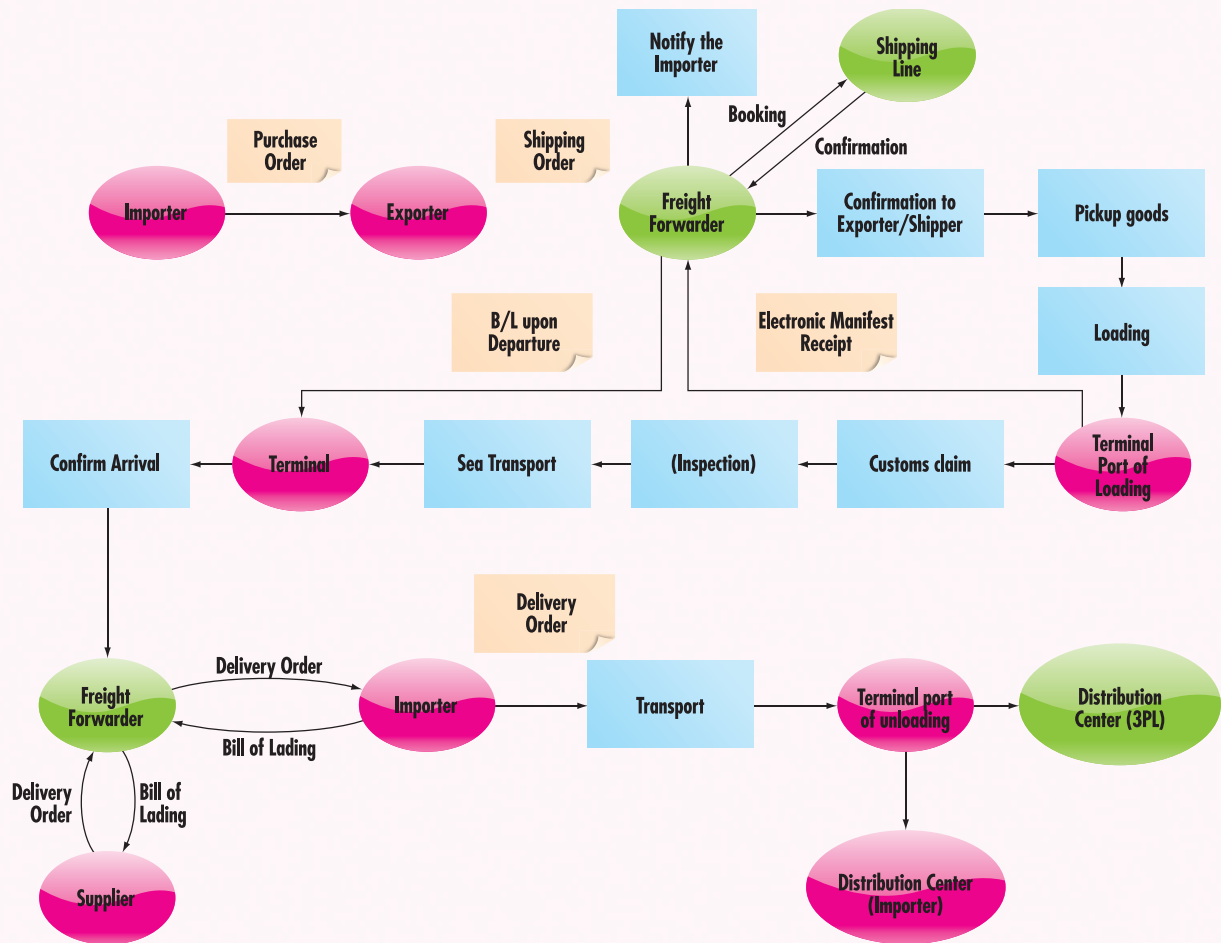 Notify the
Importer
Shipping
Line
Booking
Confirmation
Purchase
Order
Shipping
Order
Importer
Exporter
Freight
Forwarder
Confirmation to
Exporter/Shipper
Pickup goods
B/L upon
Departure
Electronic Manifest
Receipt
Loading
Confirm Arrival
Terminal
Sea Transport
(Inspection)
Customs claim
Terminal
Port of
Loading
Delivery
Order
Freight
Forwarder
Delivery Order
Bill of Lading
Importer
Transport
Terminal port
of unloading
Distribution
Center (3PL)
Delivery
Order
Bill of
Lading
Supplier
Distribution Center
(Importer)